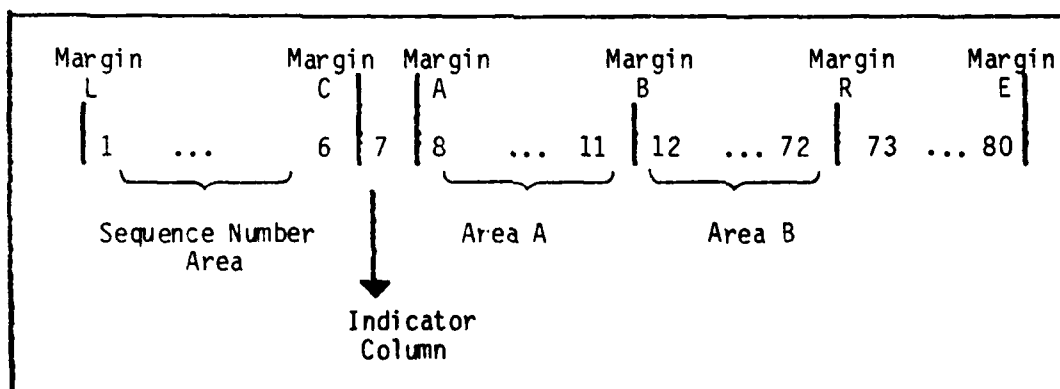 Margin Margin Margin Margin Margin Margin
L C A B R E
1 ... 6 7 8 ... 11 12 ... 72 73 ... 80
Sequence Number Area A Area B
Area
Indicator
Column